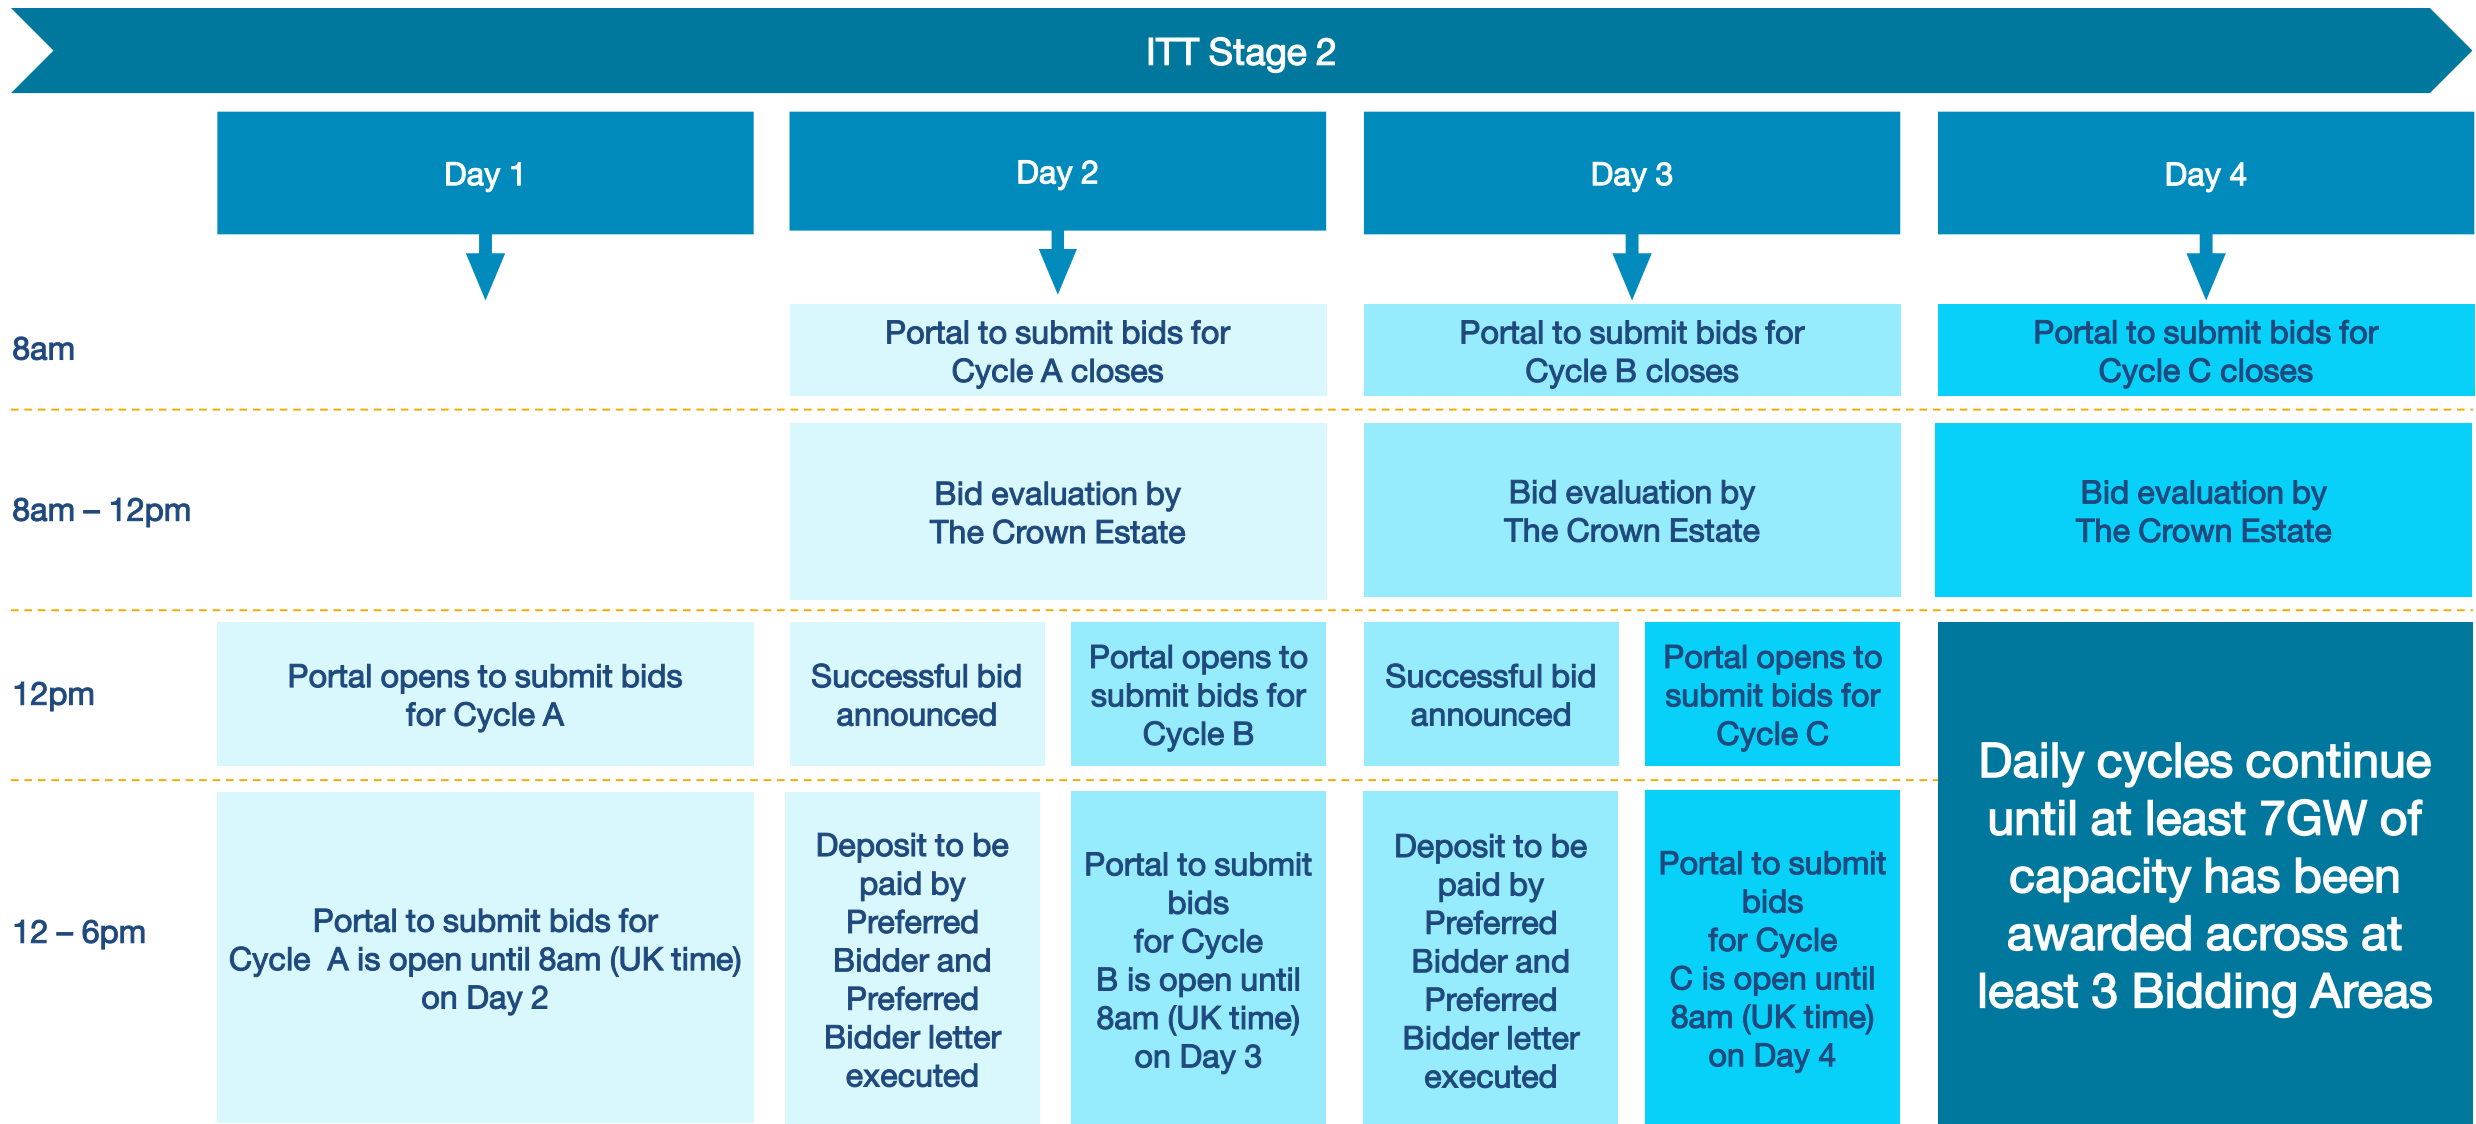 ITT Stage 2
Day 1
Day 2
Day 3
Day 4
8am
Portal to submit bids for
Cycle A closes
Portal to submit bids for
Cycle B closes
Portal to submit bids for
Cycle C closes
8am – 12pm
Bid evaluation by
The Crown Estate
Bid evaluation by
The Crown Estate
Bid evaluation by
The Crown Estate
12pm
Portal opens to submit bids
for Cycle A
Successful bid
announced
Portal opens to
submit bids for
Cycle B
Successful bid
announced
Portal opens to
submit bids for
Cycle C
12 – 6pm
Portal to submit bids for
Cycle A is open until 8am (UK time)
on Day 2
Deposit to be
paid by
Preferred
Bidder and
Preferred
Bidder letter
executed
Portal to submit
bids
for Cycle
B is open until
8am (UK time)
on Day 3
Deposit to be
paid by
Preferred
Bidder and
Preferred
Bidder letter
executed
Portal to submit
bids
for Cycle
C is open until
8am (UK time)
on Day 4
Daily cycles continue
until at least 7GW of
capacity has been
awarded across at
least 3 Bidding Areas